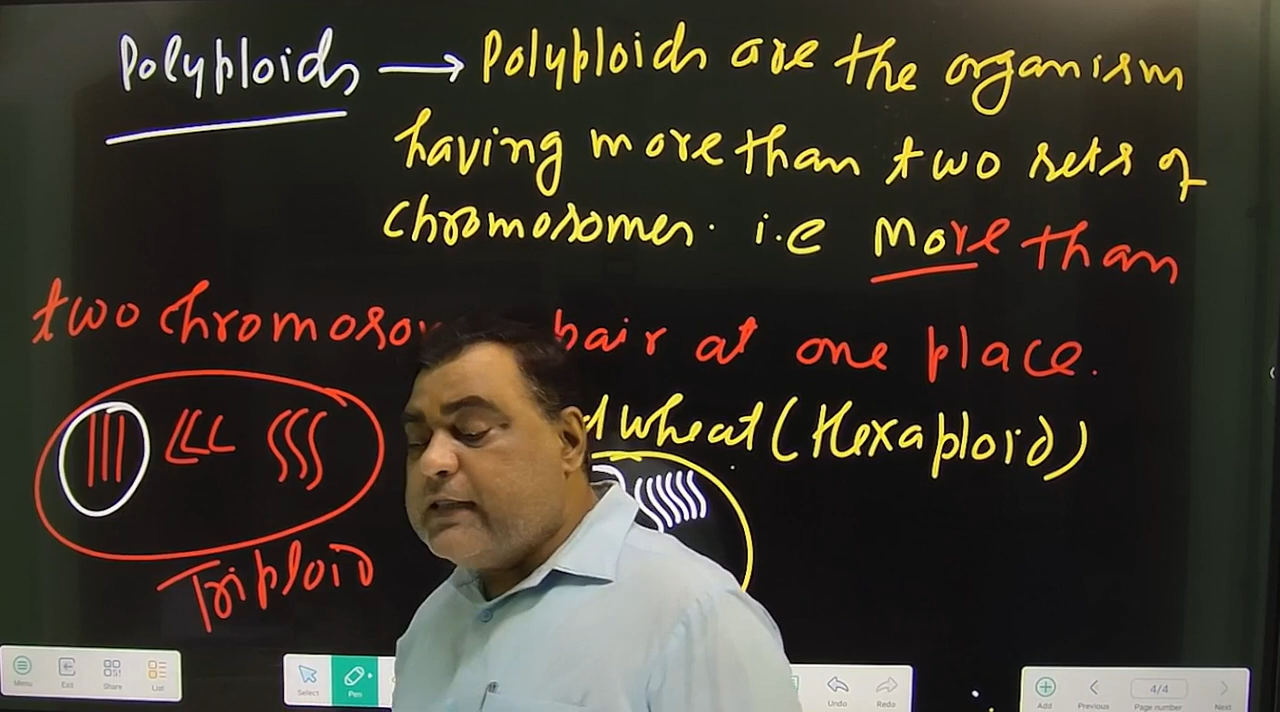 Polyploids → Polyploids are the organism
having more than two sets of
chromosomes. i.e More than
two chromoso pair at one place.
wheat (Hexaploid)
Triploid
Menu Exit Share List Select Pen Undo Redo Add Previous 4/4 Page number Next